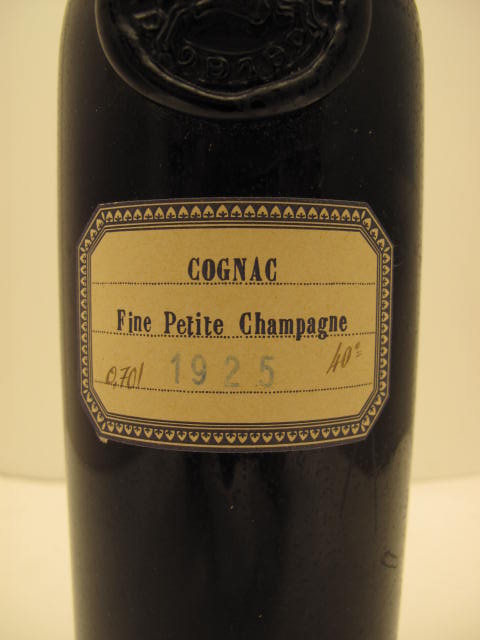 COGNAC
Fine Petite Champagne
0,70l 1925 40°